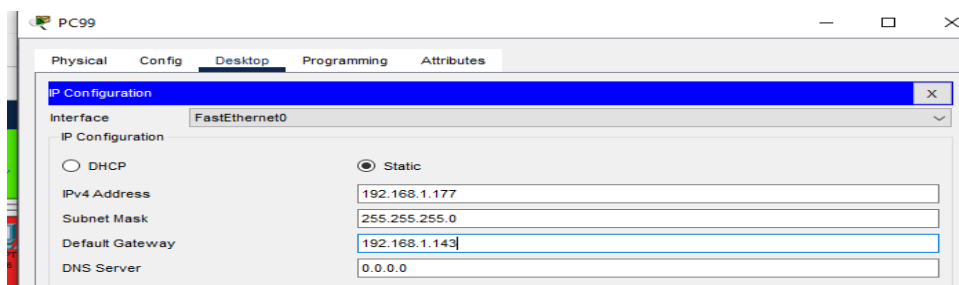 PC99
Physical Config Desktop Programming Attributes
IP Configuration X
Interface FastEthernet0
IP Configuration
DHCP Static
IPv4 Address 192.168.1.177
Subnet Mask 255.255.255.0
Default Gateway 192.168.1.143
DNS Server 0.0.0.0